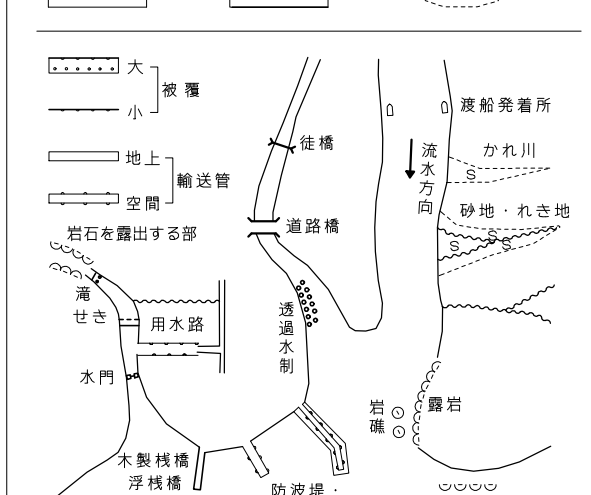 大
被覆
小
渡船発着所
徒橋
流水方向
かれ川
地上
輸送管
空間
砂地・れき地
S
S
S
S
道路橋
岩石を露出する部
滝
せき
用水路
透過水制
水門
岩礁
露岩
木製桟橋
浮桟橋
防波堤・